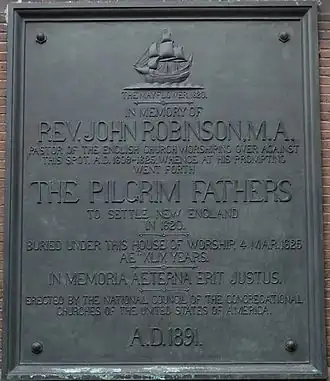 THE MAYFLOWER, 1620.
IN MEMORY OF
REV. JOHN ROBINSON, M.A.
PASTOR OF THE ENGLISH CHURCH WORSHIPING OVER AGAINST
THIS SPOT, A.D. 1609-1625, WHENCE AT HIS PROMPTING
WENT FORTH
THE PILGRIM FATHERS
TO SETTLE NEW ENGLAND
IN 1620.
BURIED UNDER THIS HOUSE OF WORSHIP, 4 MAR. 1625
AET. XLIX YEARS.
IN MEMORIA AETERNA ERIT JUSTUS.
ERECTED BY THE NATIONAL COUNCIL OF THE CONGREGATIONAL
CHURCHES OF THE UNITED STATES OF AMERICA.
A.D. 1891.